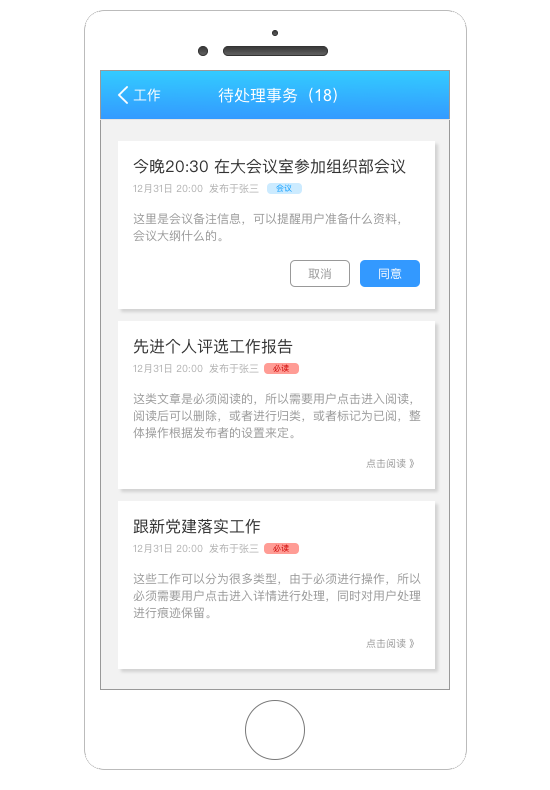 工作
待处理事务（18）
今晚20:30 在大会议室参加组织部会议
12月31日 20:00 发布于张三 会议
这里是会议备注信息，可以提醒用户准备什么资料，
会议大纲什么的。
取消 同意
先进个人评选工作报告
12月31日 20:00 发布于张三 必读
这类文章是必须阅读的，所以需要用户点击进入阅读，
阅读后可以删除，或者进行归类，或者标记为已阅，整
体操作根据发布者的设置来定。
点击阅读 》
跟新党建落实工作
12月31日 20:00 发布于张三 必读
这些工作可以分为很多类型，由于必须进行操作，所以
必须需要用户点击进入详情进行处理，同时对用户处理
进行痕迹保留。
点击阅读 》